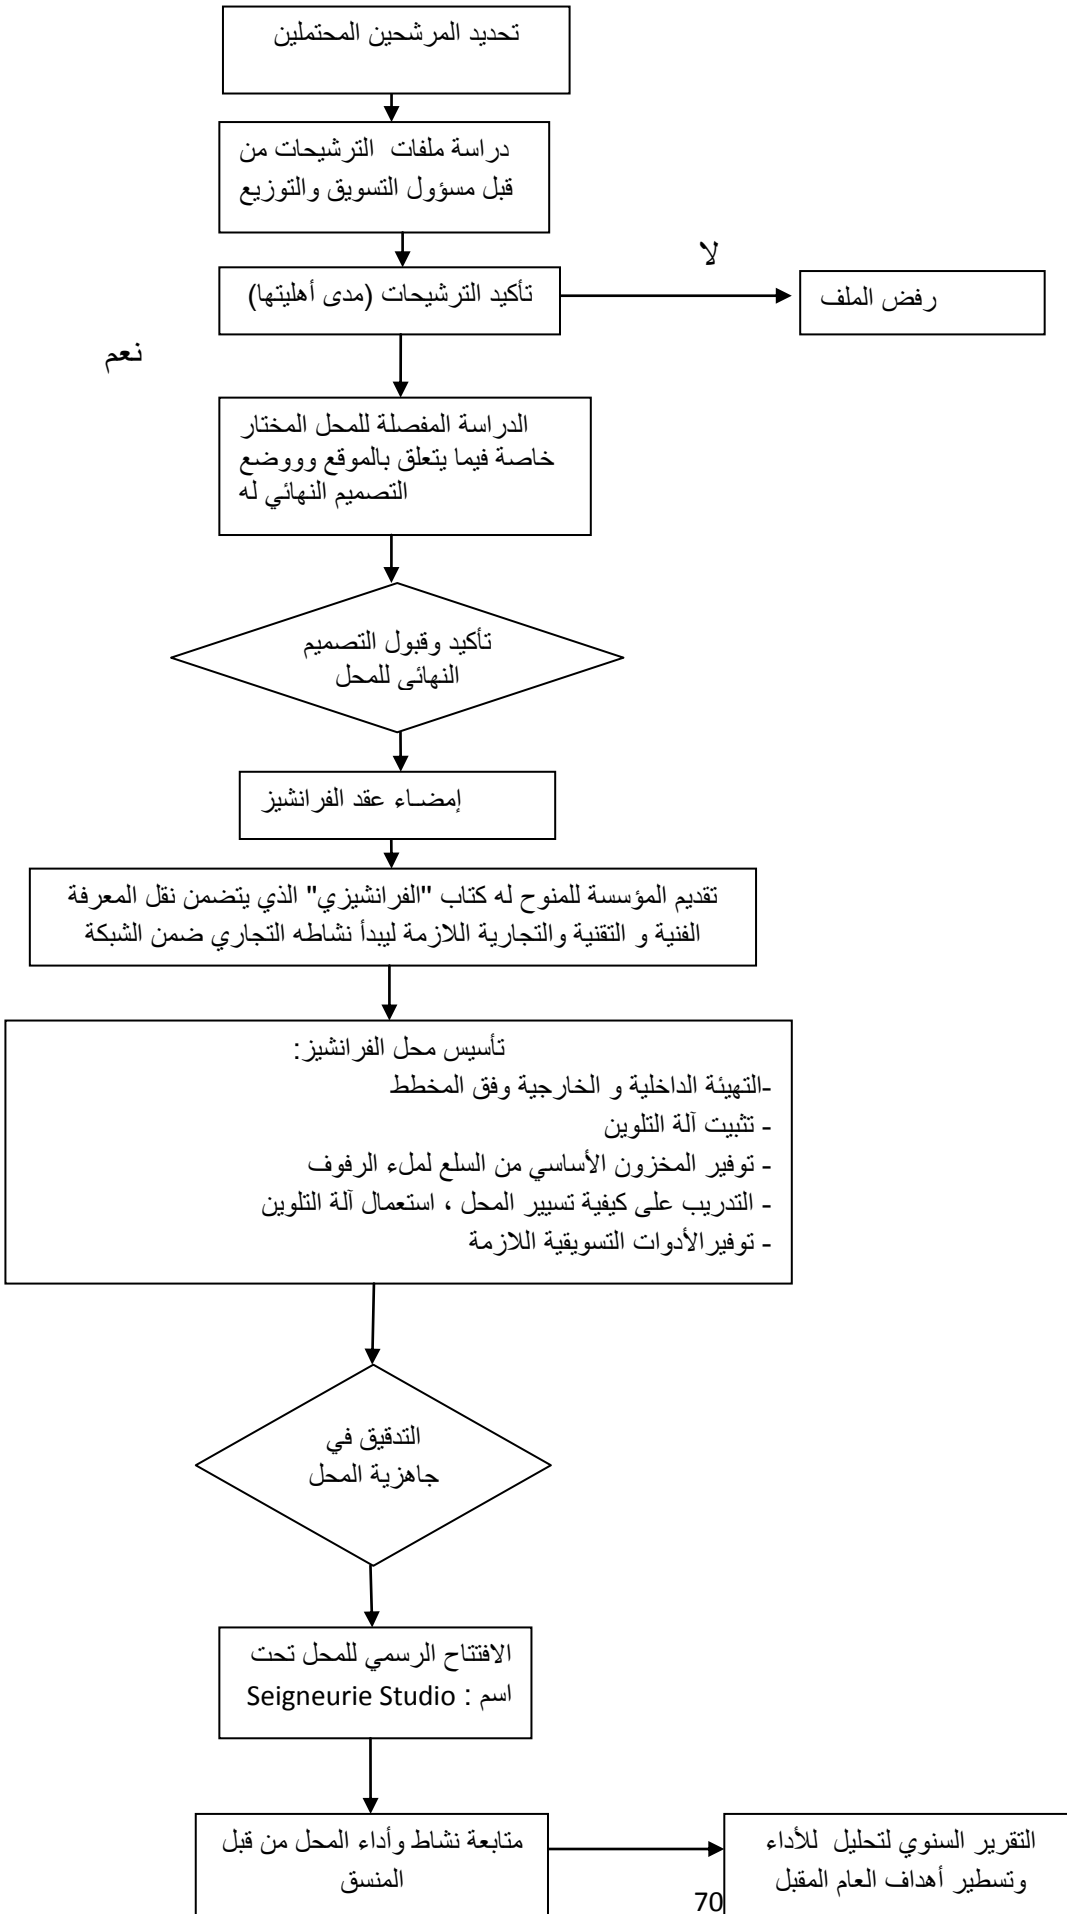 تحديد المرشحين المحتملين
دراسة ملفات الترشيحات من
قبل مسؤول التسويق والتوزيع
لا
تأكيد الترشيحات (مدى أهليتها)
رفض الملف
نعم
الدراسة المفصلة للمحل المختار
خاصة فيما يتعلق بالموقع وووضع
التصميم النهائي له
تأكيد وقبول التصميم
النهائي للمحل
إمضاء عقد الفرانشيز
تقديم المؤسسة للمنوح له كتاب "الفرانشيزي" الذي يتضمن نقل المعرفة
الفنية و التقنية والتجارية اللازمة ليبدأ نشاطه التجاري ضمن الشبكة
تأسيس محل الفرانشيز:
-التهيئة الداخلية و الخارجية وفق المخطط
- تثبيت آلة التلوين
- توفير المخزون الأساسي من السلع لملء الرفوف
- التدريب على كيفية تسيير المحل ، استعمال آلة التلوين
- توفيرالأدوات التسويقية اللازمة
التدقيق في
جاهزية المحل
الافتتاح الرسمي للمحل تحت
اسم : Seigneurie Studio
متابعة نشاط وأداء المحل من قبل
المنسق
التقرير السنوي لتحليل للأداء
وتسطير أهداف العام المقبل
70